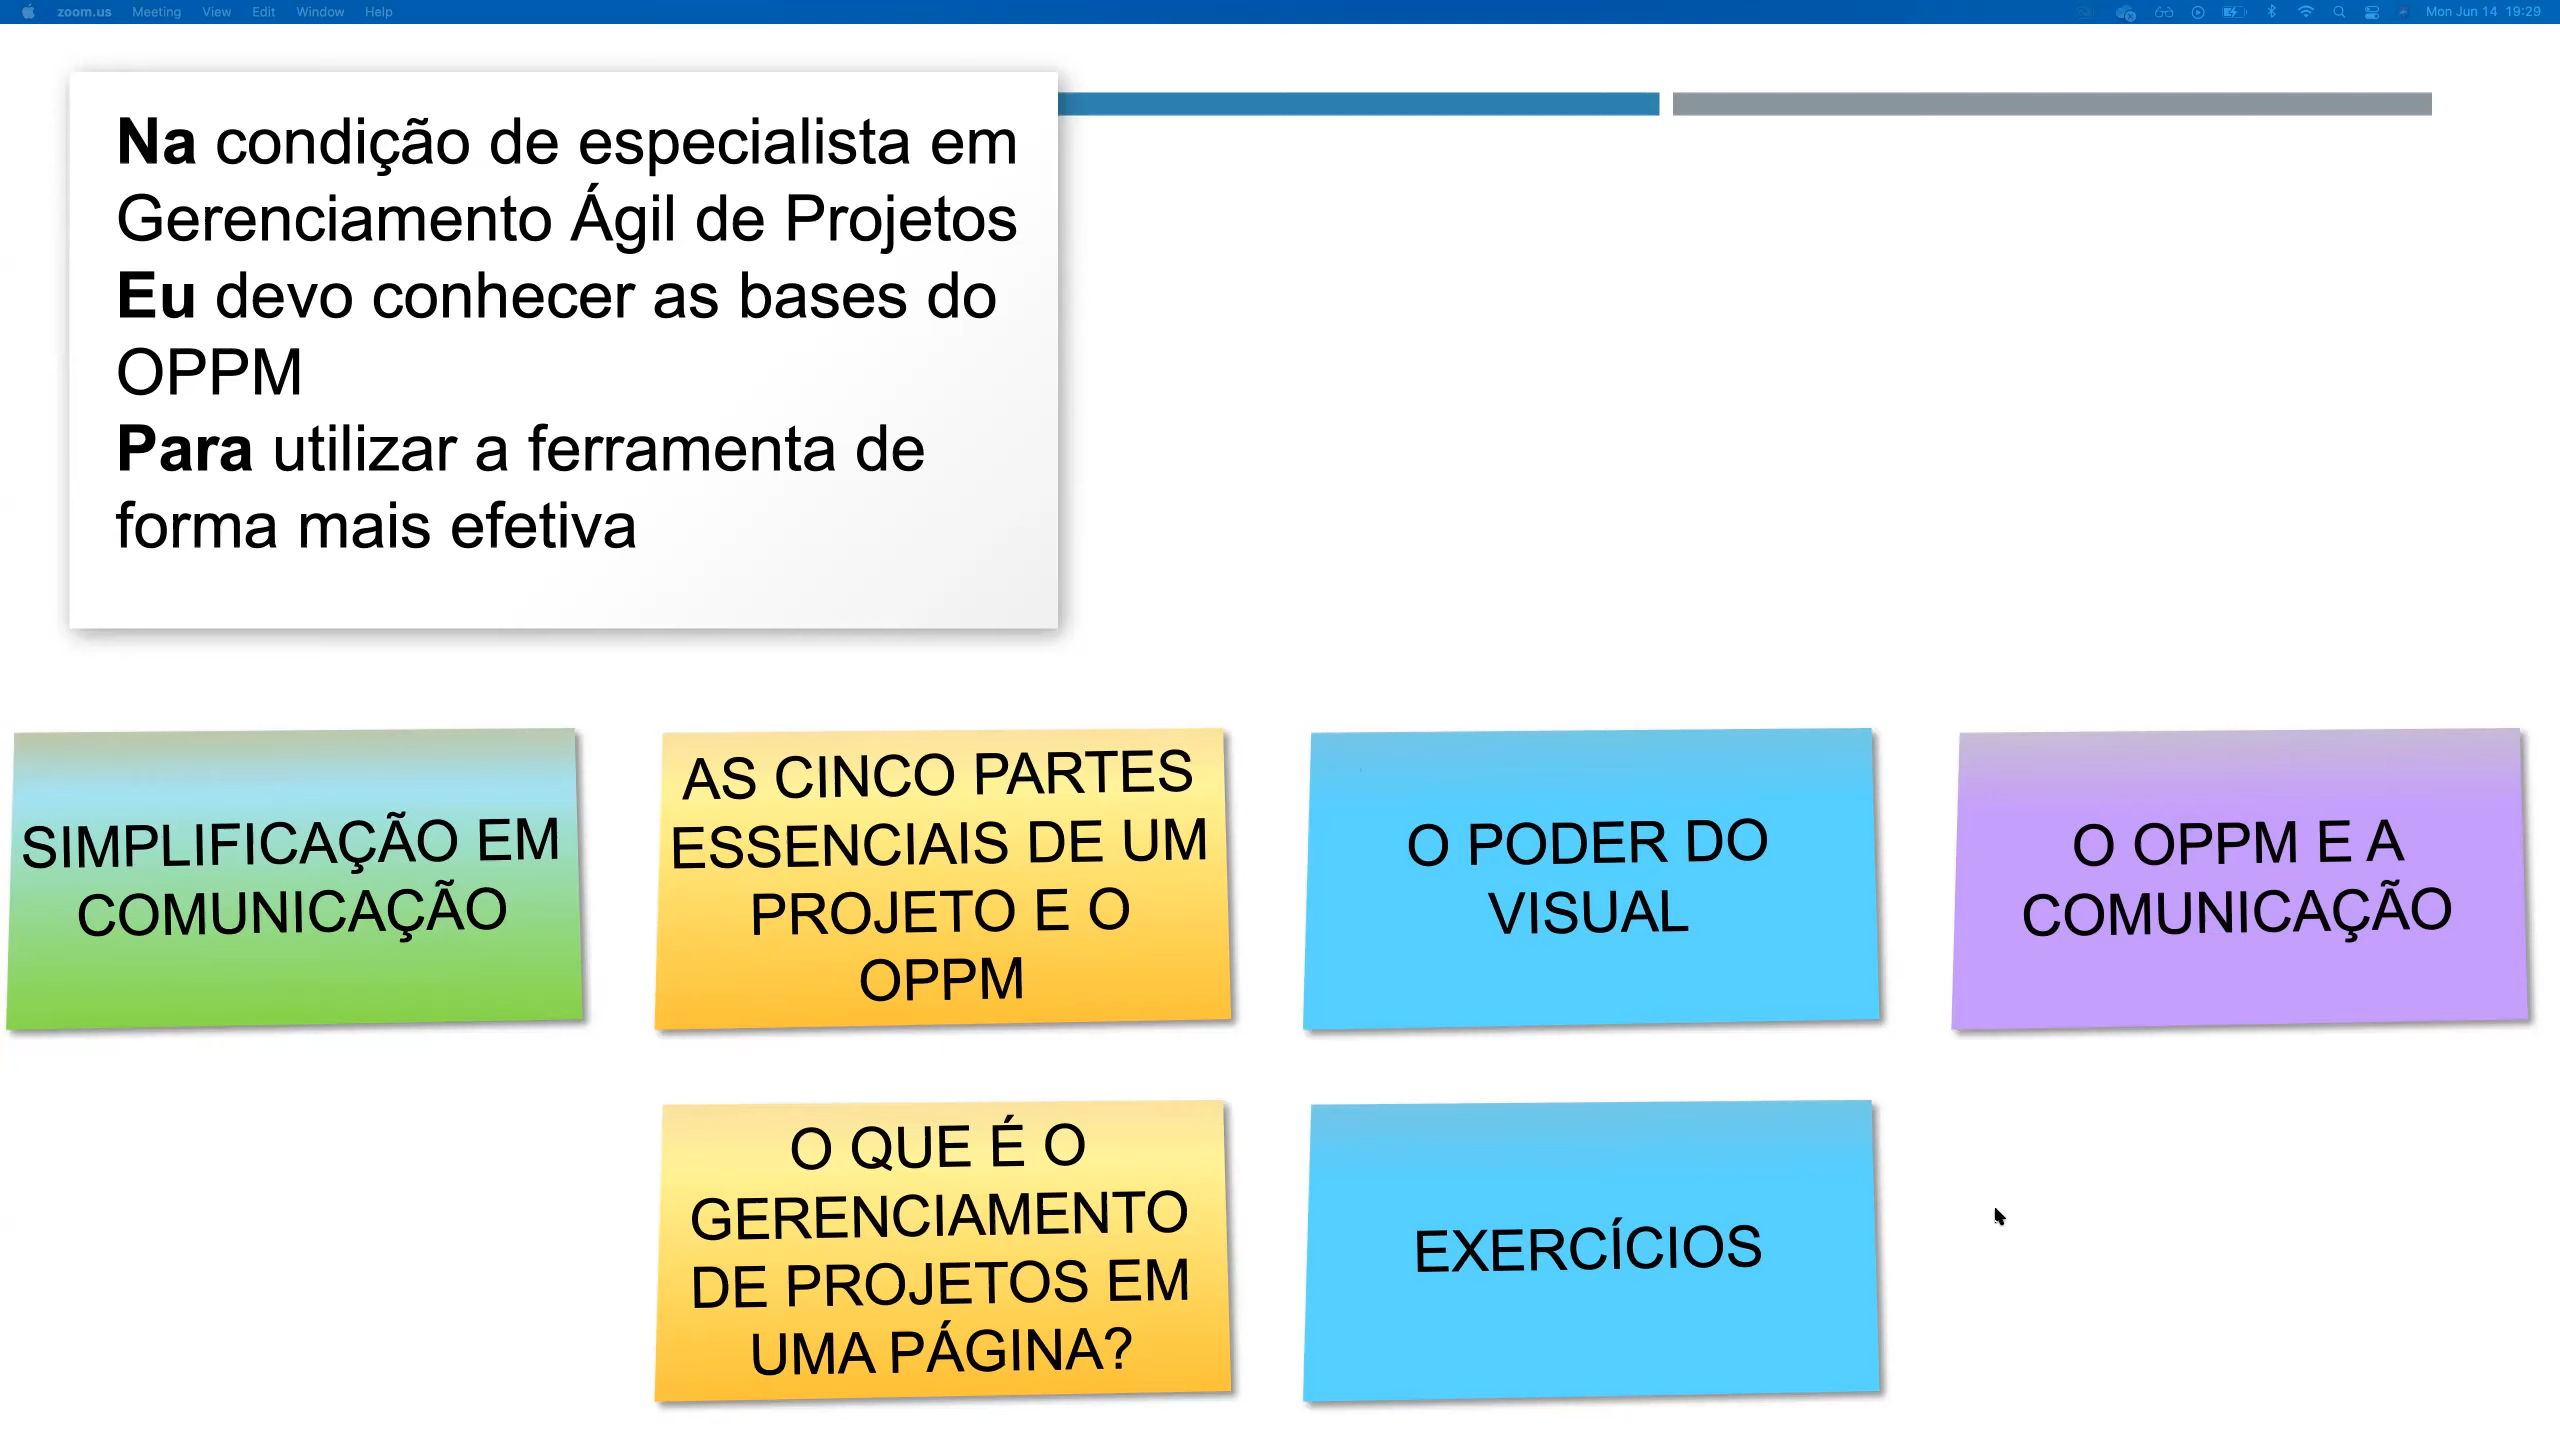 zoom.us Meeting View Edit Window Help
Mon Jun 14 19:29
Na condição de especialista em
Gerenciamento Ágil de Projetos
Eu devo conhecer as bases do
OPPM
Para utilizar a ferramenta de
forma mais efetiva
SIMPLIFICAÇÃO EM
COMUNICAÇÃO
AS CINCO PARTES
ESSENCIAIS DE UM
PROJETO E O
OPPM
O PODER DO
VISUAL
O OPPM E A
COMUNICAÇÃO
O QUE É O
GERENCIAMENTO
DE PROJETOS EM
UMA PÁGINA?
EXERCÍCIOS